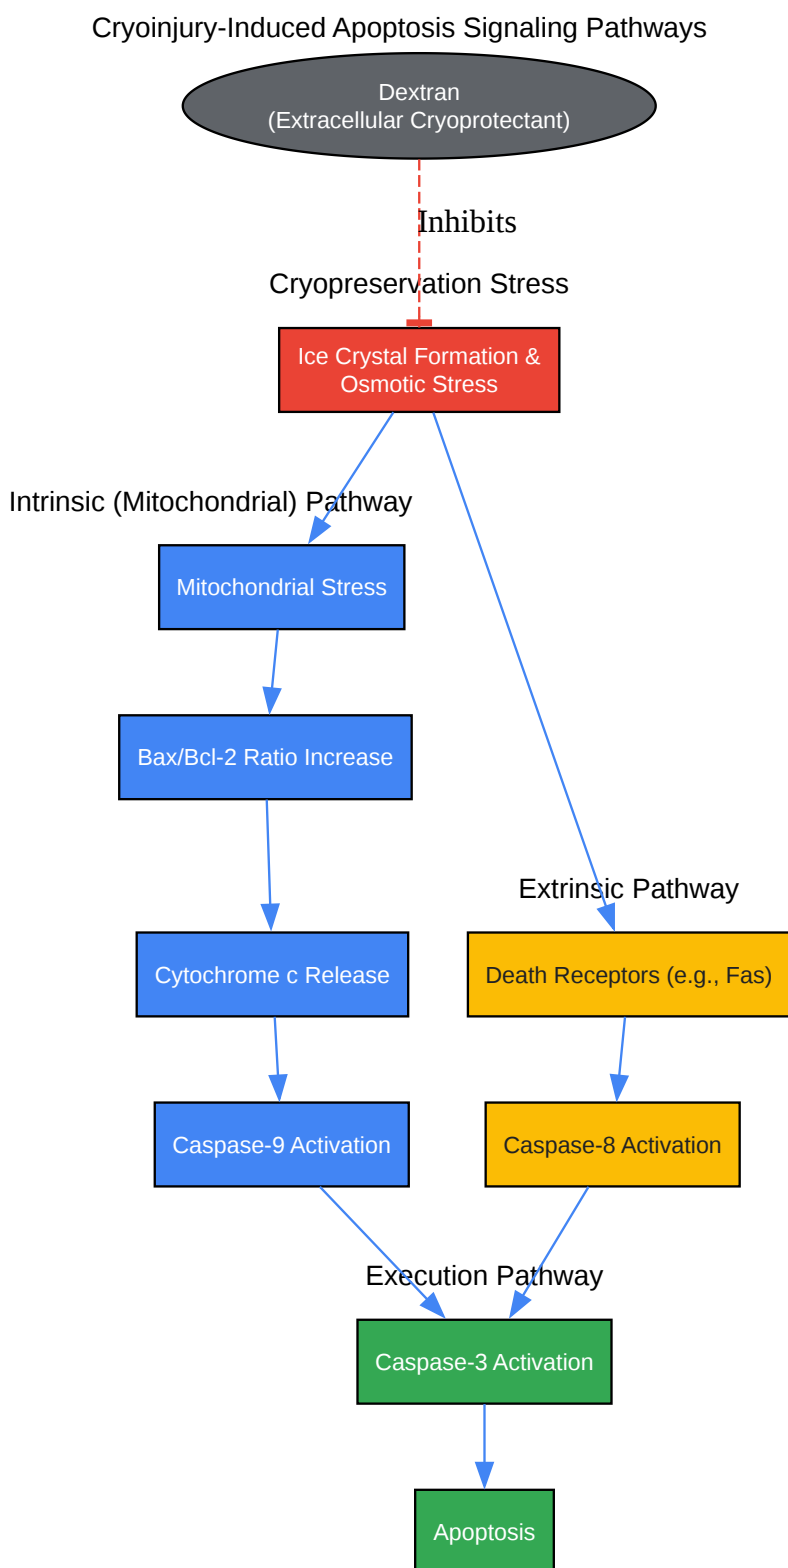 Cryoinjury-Induced Apoptosis Signaling Pathways
Dextran
(Extracellular Cryoprotectant)
Inhibits
Cryopreservation Stress
Ice Crystal Formation &
Osmotic Stress
Intrinsic (Mitochondrial) Pathway
Mitochondrial Stress
Bax/Bcl-2 Ratio Increase
Extrinsic Pathway
Cytochrome c Release
Death Receptors (e.g., Fas)
Caspase-9 Activation
Caspase-8 Activation
Execution Pathway
Caspase-3 Activation
Apoptosis